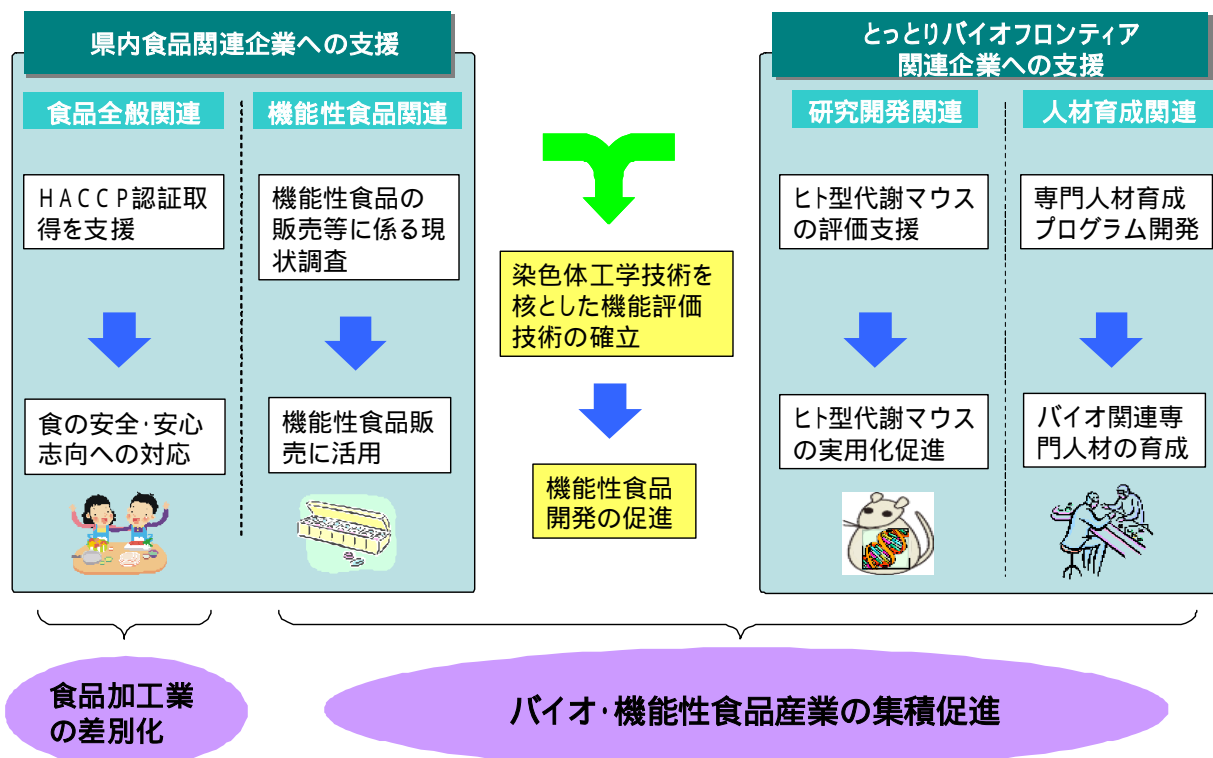 県内食品関連企業への支援
食品全般関連
機能性食品関連
HACCP認証取
得を支援
機能性食品の
販売等に係る現
状調査
食の安全・安心
志向への対応
機能性食品販
売に活用
染色体工学技術を
核とした機能評価
技術の確立
機能性食品
開発の促進
とっとりバイオフロンティア
関連企業への支援
研究開発関連
人材育成関連
ヒト型代謝マウス
の評価支援
専門人材育成
プログラム開発
ヒト型代謝マウス
の実用化促進
バイオ関連専
門人材の育成
食品加工業
の差別化
バイオ・機能性食品産業の集積促進